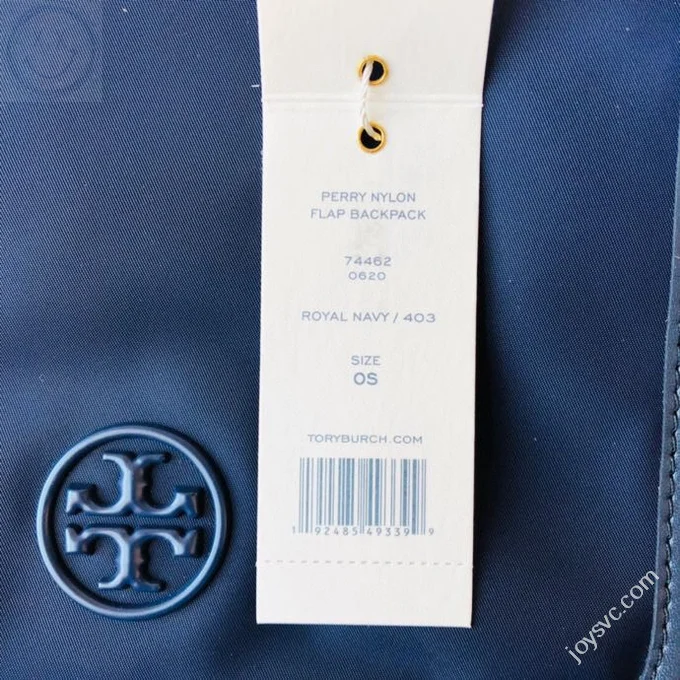 PERRY NYLON
FLAP BACKPACK
74462
0620
ROYAL NAVY / 403
SIZE
OS
TORYBURCH.COM
1 92485 49339 9
joysvc.com